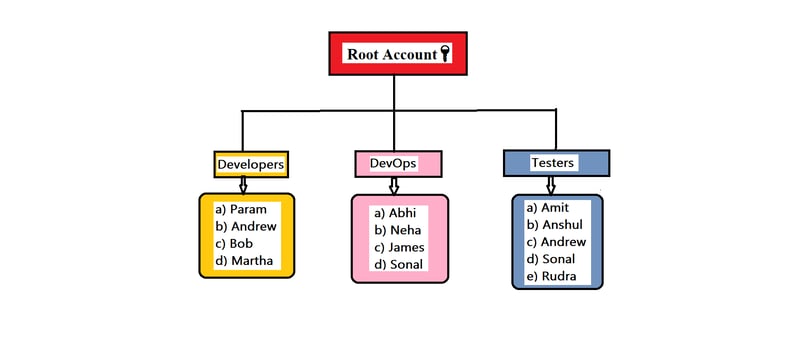 Root Account
Developers
DevOps
Testers
a) Param
b) Andrew
c) Bob
d) Martha
a) Abhi
b) Neha
c) James
d) Sonal
a) Amit
b) Anshul
c) Andrew
d) Sonal
e) Rudra